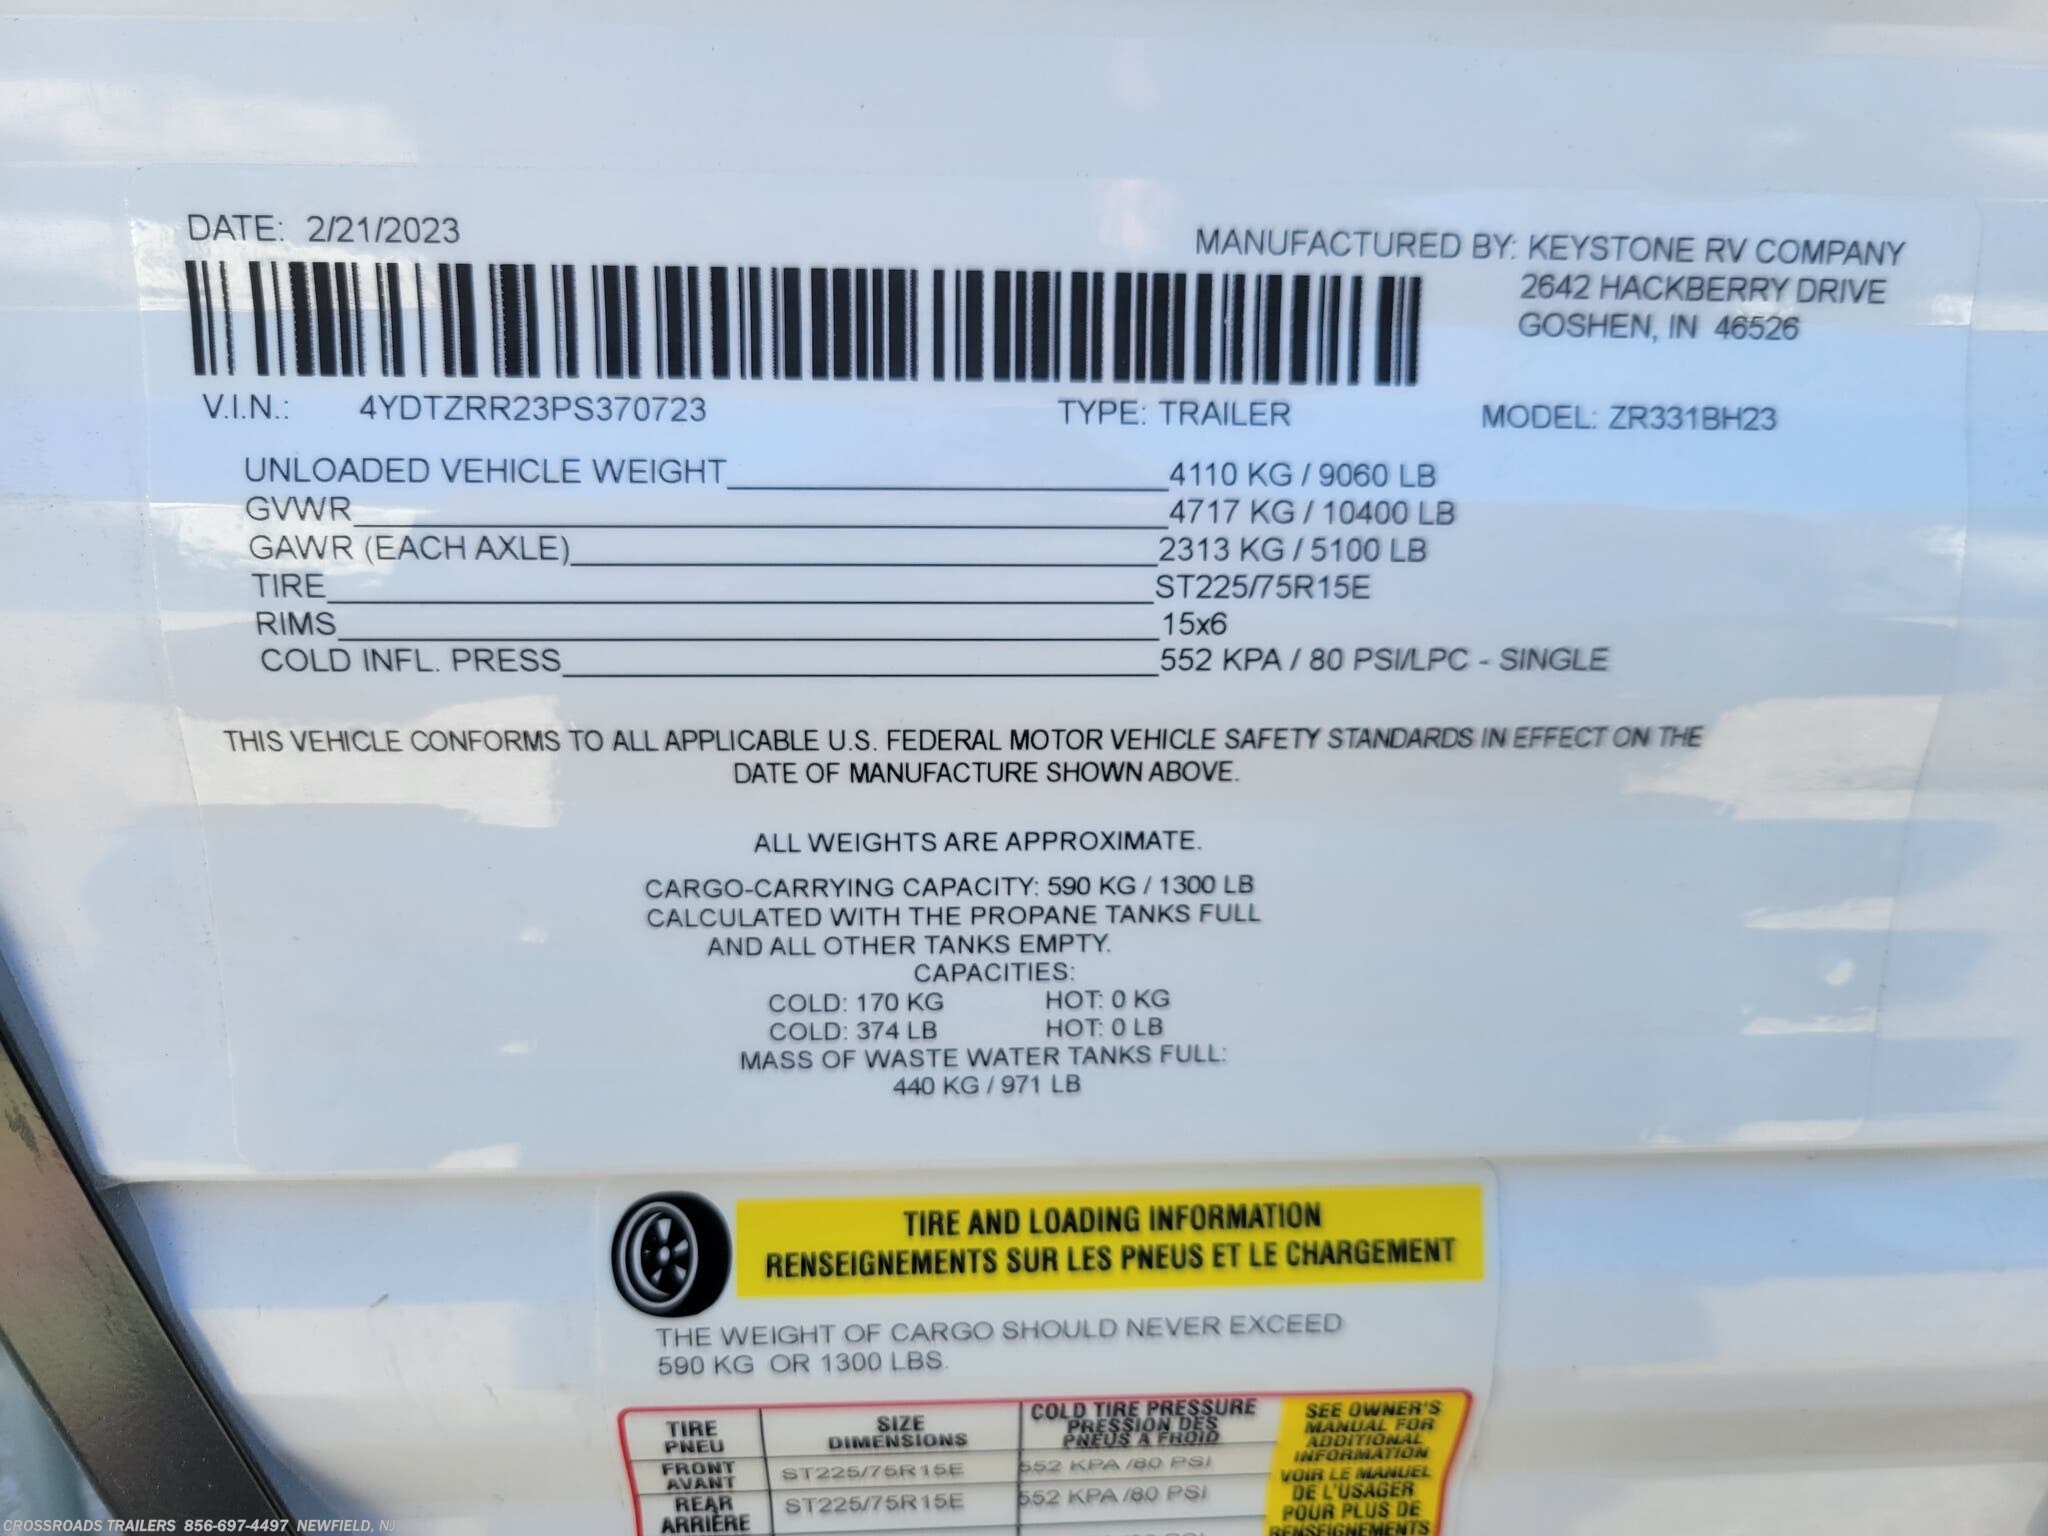 DATE: 2/21/2023
MANUFACTURED BY: KEYSTONE RV COMPANY
2642 HACKBERRY DRIVE
GOSHEN, IN 46526
V.I.N.: 4YDTZRR23PS370723 TYPE: TRAILER MODEL: ZR331BH23
UNLOADED VEHICLE WEIGHT 4110 KG / 9060 LB
GVWR 4717 KG / 10400 LB
GAWR (EACH AXLE) 2313 KG / 5100 LB
TIRE ST225/75R15E
RIMS 15x6
COLD INFL. PRESS 552 KPA / 80 PSI/LPC - SINGLE
THIS VEHICLE CONFORMS TO ALL APPLICABLE U.S. FEDERAL MOTOR VEHICLE SAFETY STANDARDS IN EFFECT ON THE
DATE OF MANUFACTURE SHOWN ABOVE.
ALL WEIGHTS ARE APPROXIMATE.
CARGO-CARRYING CAPACITY: 590 KG / 1300 LB
CALCULATED WITH THE PROPANE TANKS FULL
AND ALL OTHER TANKS EMPTY.
CAPACITIES:
COLD: 170 KG HOT: 0 KG
COLD: 374 LB HOT: 0 LB
MASS OF WASTE WATER TANKS FULL:
440 KG / 971 LB
TIRE AND LOADING INFORMATION
RENSEIGNEMENTS SUR LES PNEUS ET LE CHARGEMENT
THE WEIGHT OF CARGO SHOULD NEVER EXCEED
590 KG OR 1300 LBS.
TIRE
PNEU
SIZE
DIMENSIONS
COLD TIRE PRESSURE
PRESSION DES
PNEUS A FROID
SEE OWNER'S
MANUAL FOR
ADDITIONAL
INFORMATION
VOIR LE MANUEL
DE L'USAGER
POUR PLUS DE
RENSEIGNEMENTS
FRONT
AVANT
ST225/75R15E
552 KPA /80 PSI
REAR
ARRIÈRE
ST225/75R15E
552 KPA /80 PSI
CROSSROADS TRAILERS 856-697-4497 NEWFIELD, NJ